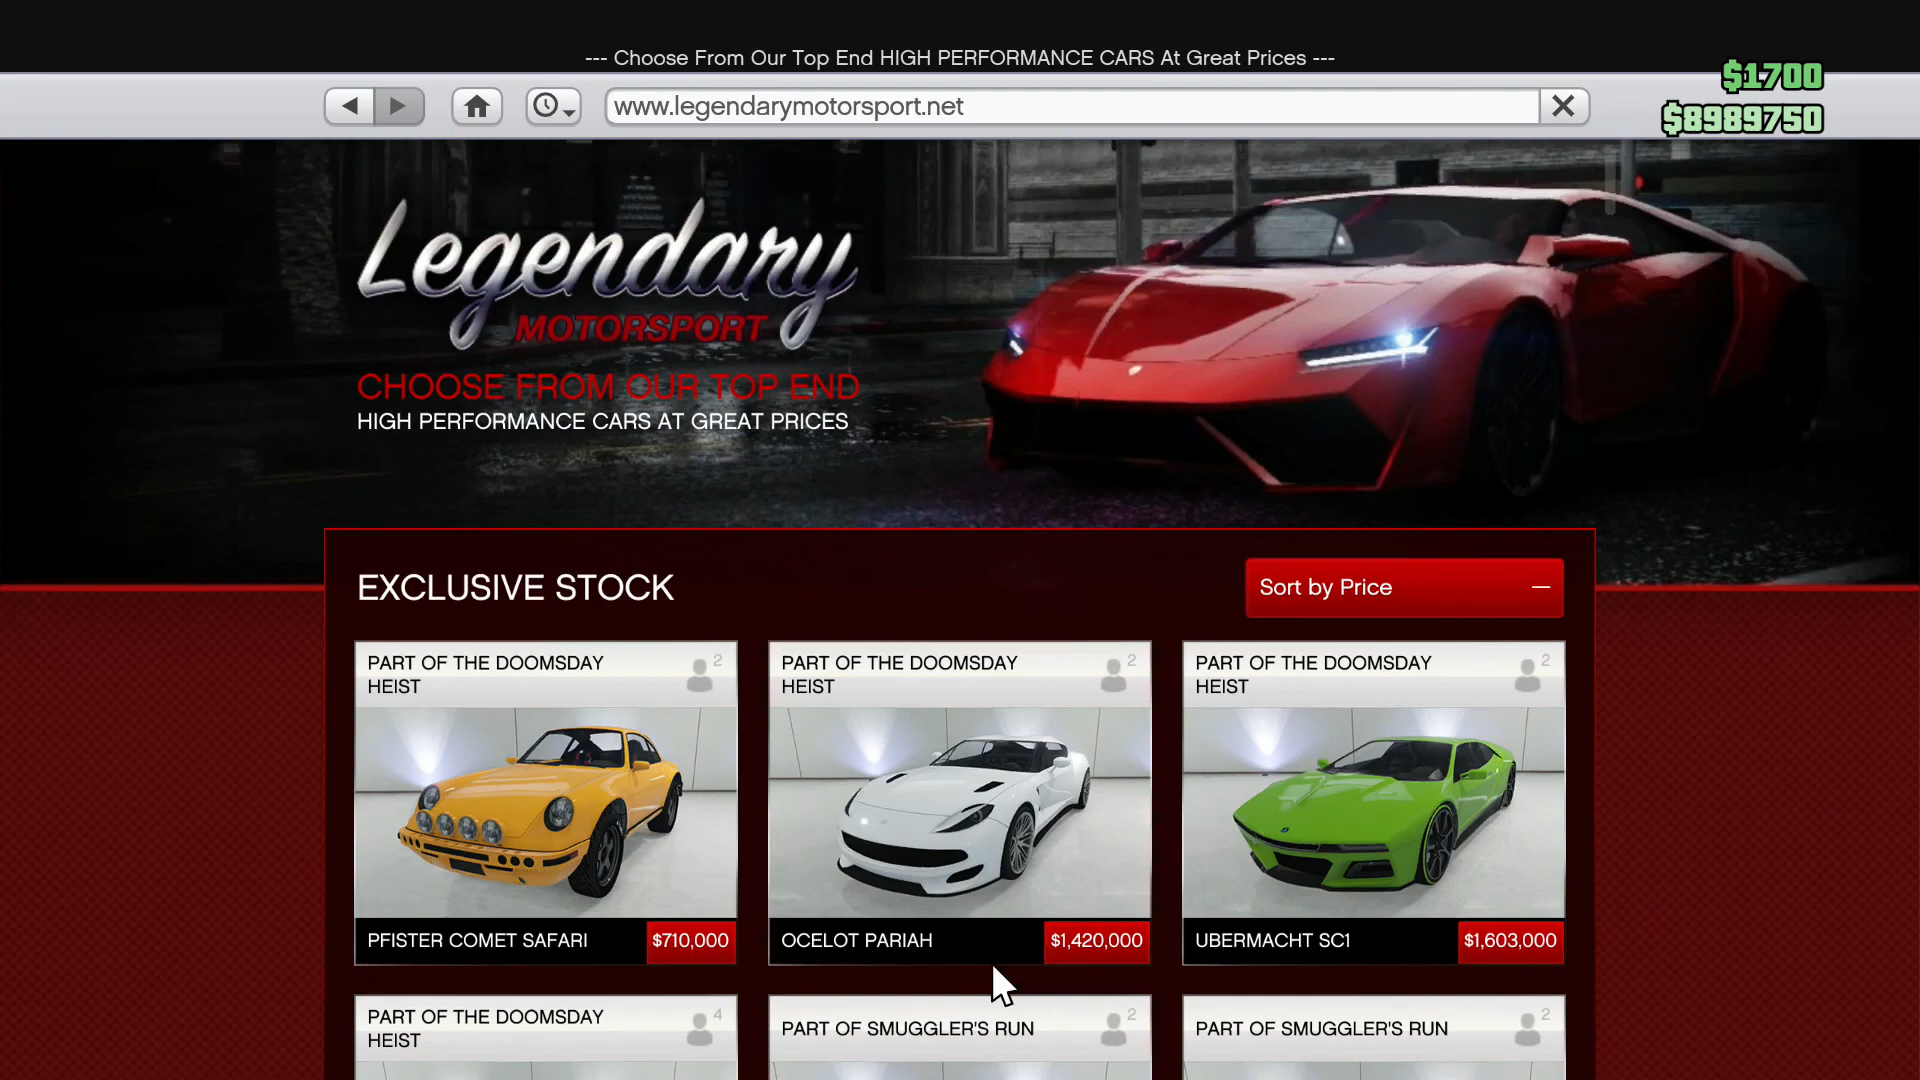 --- Choose From Our Top End HIGH PERFORMANCE CARS At Great Prices ---
$1700
www.legendarymotorsport.net
$8989750
Legendary
MOTORSPORT
CHOOSE FROM OUR TOP END
HIGH PERFORMANCE CARS AT GREAT PRICES
EXCLUSIVE STOCK
Sort by Price
PART OF THE DOOMSDAY
HEIST
2
PART OF THE DOOMSDAY
HEIST
2
PART OF THE DOOMSDAY
HEIST
2
PFISTER COMET SAFARI
$710,000
OCELOT PARIAH
$1,420,000
UBERMACHT SC1
$1,603,000
PART OF THE DOOMSDAY
HEIST
4
PART OF SMUGGLER'S RUN
2
PART OF SMUGGLER'S RUN
2